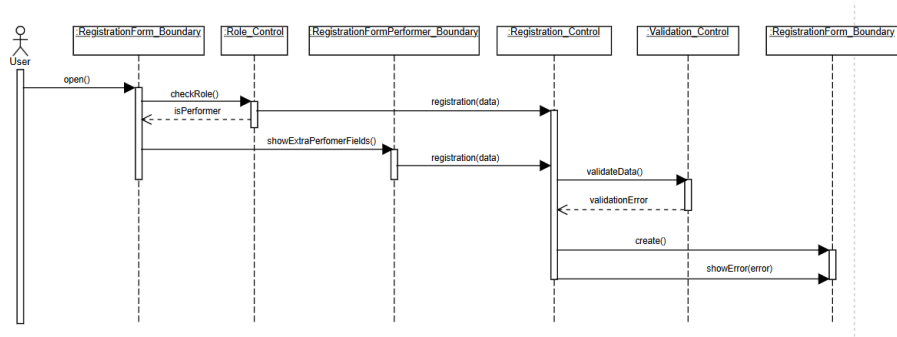 :RegistrationForm_Boundary
:Role_Control
:RegistrationFormPerformer_Boundary
:Registration_Control
:Validation_Control
:RegistrationForm_Boundary
User
open()
checkRole()
registration(data)
isPerformer
showExtraPerfomerFields()
registration(data)
validateData()
validationError
create()
showError(error)